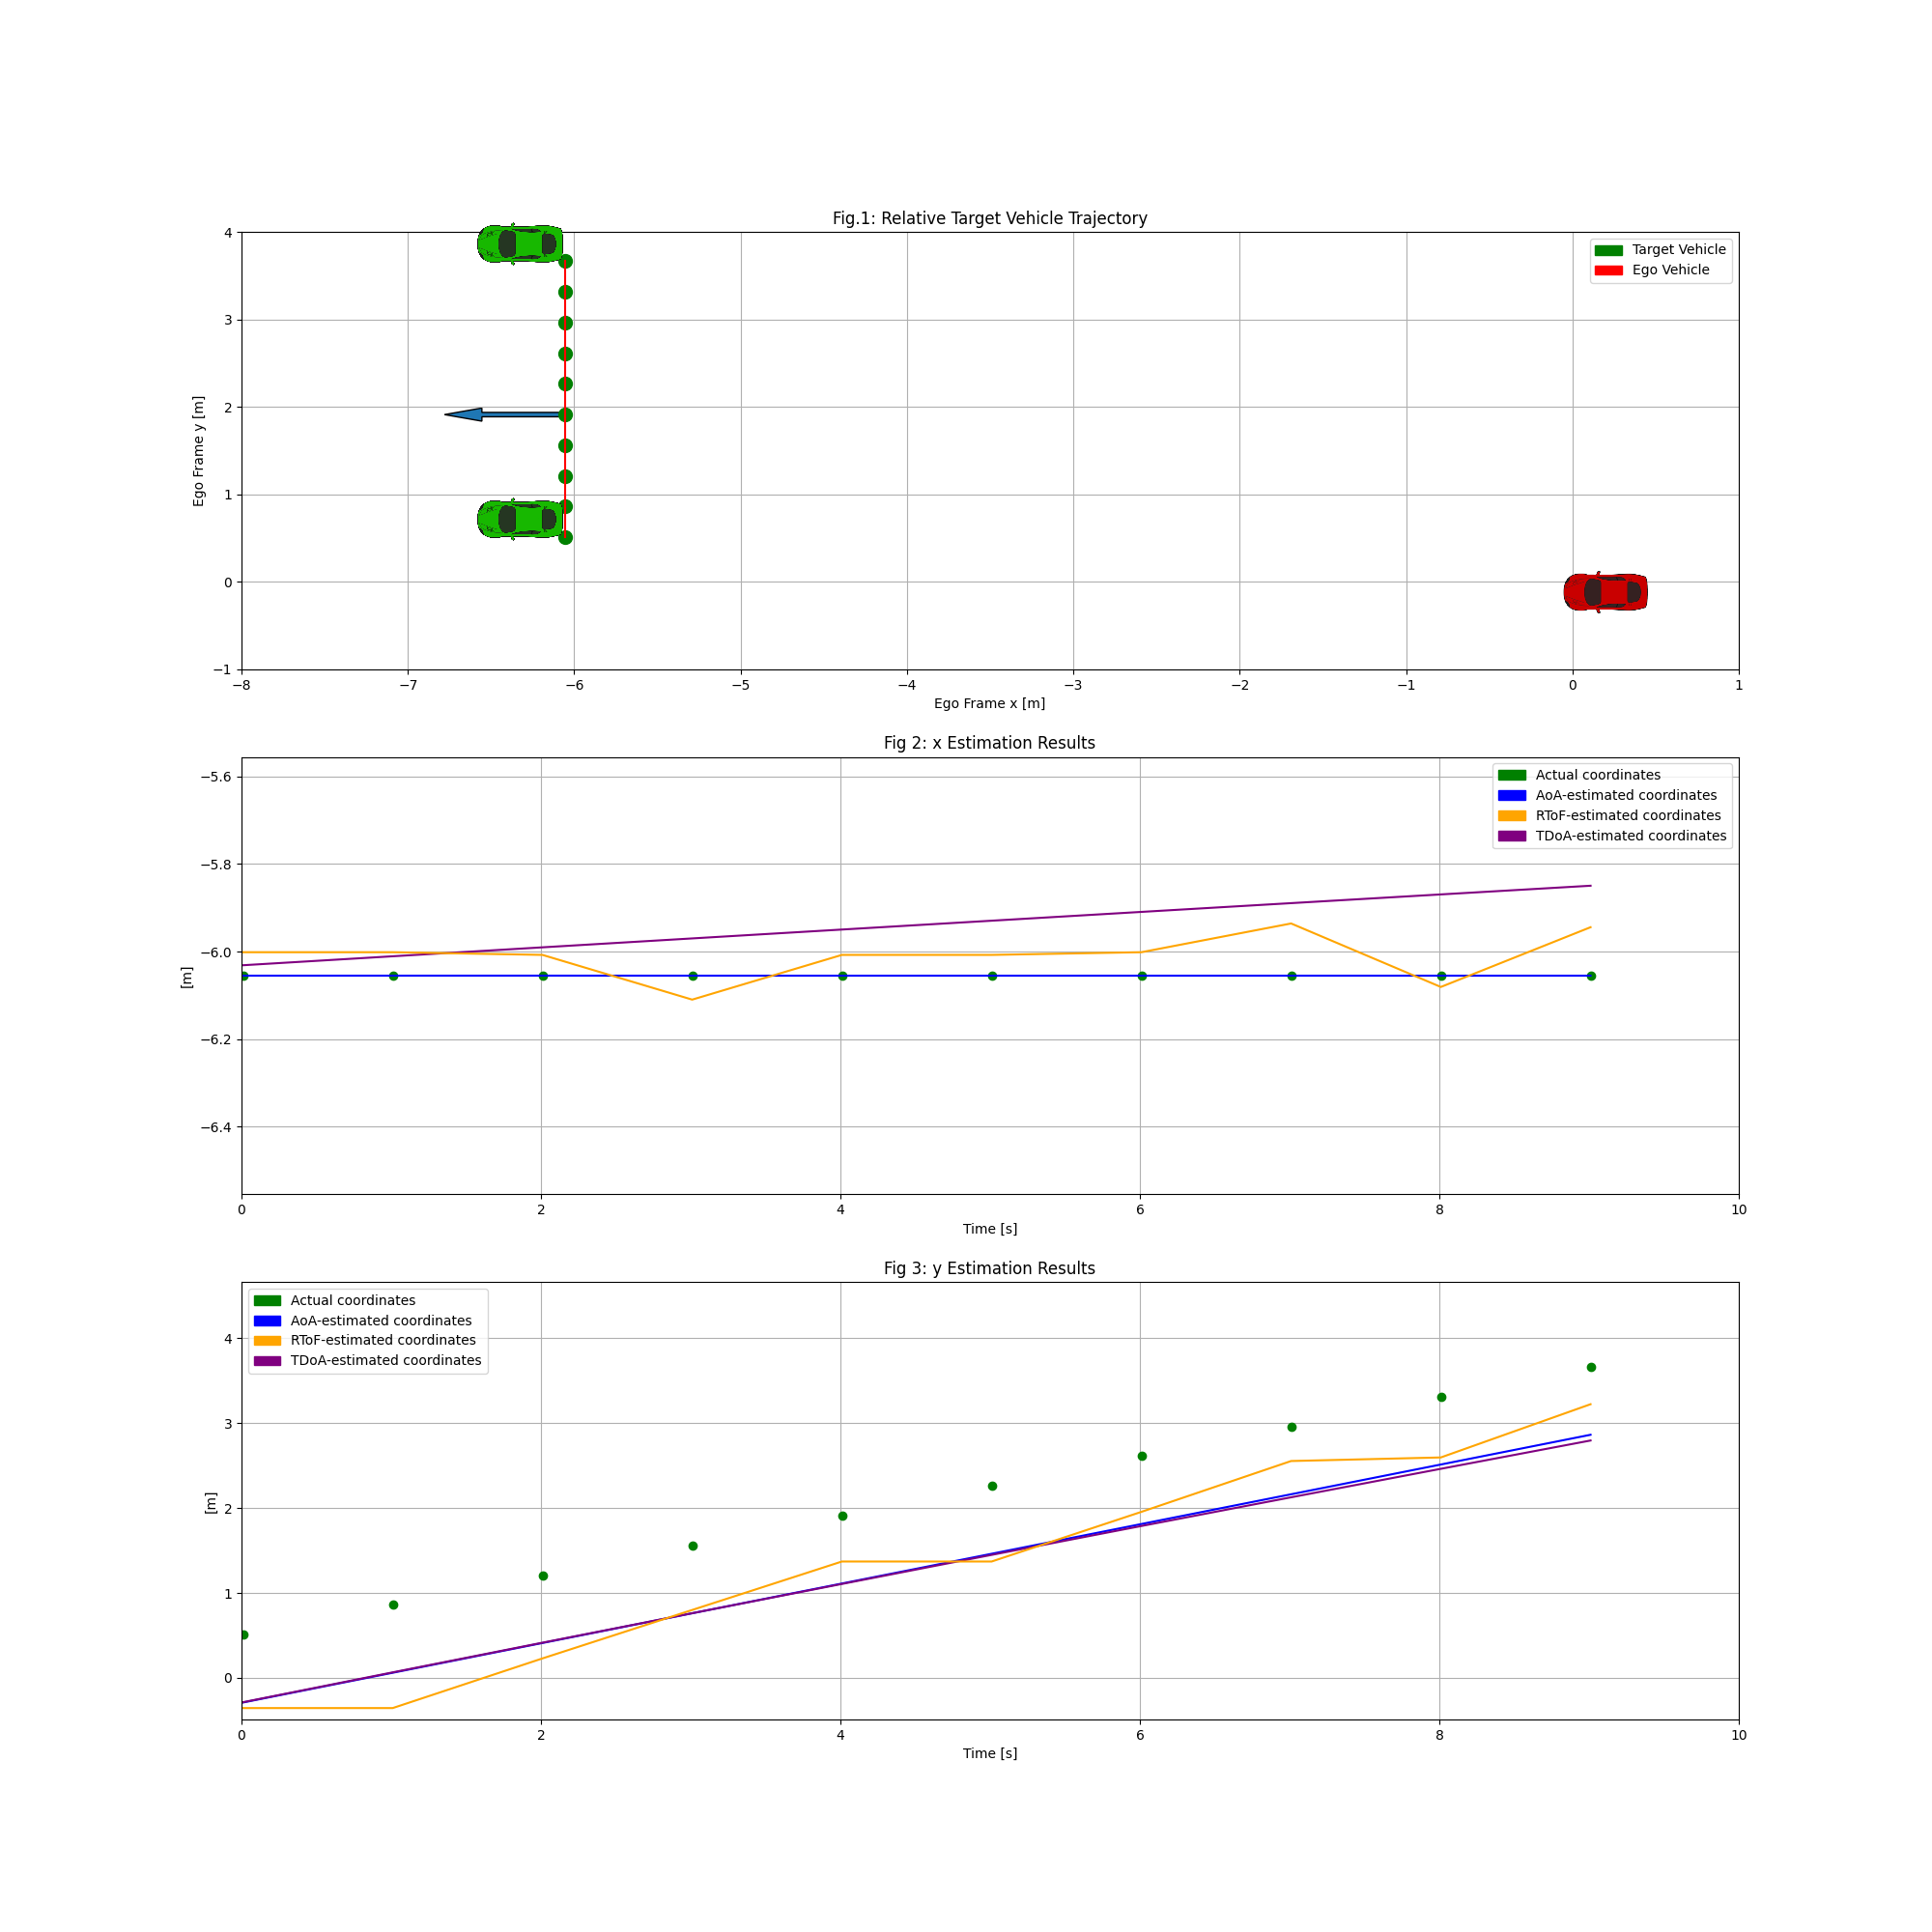 Fig.1: Relative Target Vehicle Trajectory
4
3
2
1
0
−1
Ego Frame y [m]
Target Vehicle
Ego Vehicle
−8 −7 −6 −5 −4 −3 −2 −1 0 1
Ego Frame x [m]
Fig 2: x Estimation Results
−5.6
−5.8
−6.0
−6.2
−6.4
[m]
Actual coordinates
AoA-estimated coordinates
RToF-estimated coordinates
TDoA-estimated coordinates
0 2 4 6 8 10
Time [s]
Fig 3: y Estimation Results
Actual coordinates
AoA-estimated coordinates
RToF-estimated coordinates
TDoA-estimated coordinates
4
3
2
1
0
[m]
0 2 4 6 8 10
Time [s]